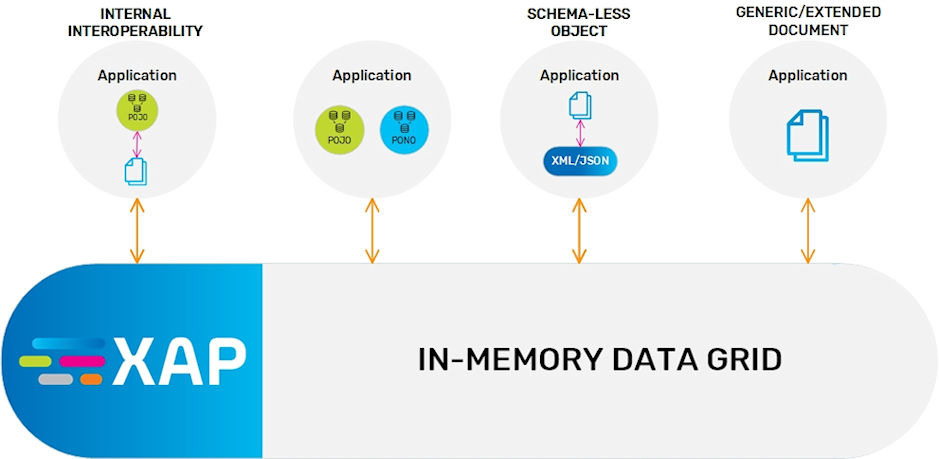 INTERNAL
INTEROPERABILITY
SCHEMA-LESS
OBJECT
GENERIC/EXTENDED
DOCUMENT
Application
POJO
Application
POJO
PONO
Application
XML/JSON
Application
XAP
IN-MEMORY DATA GRID